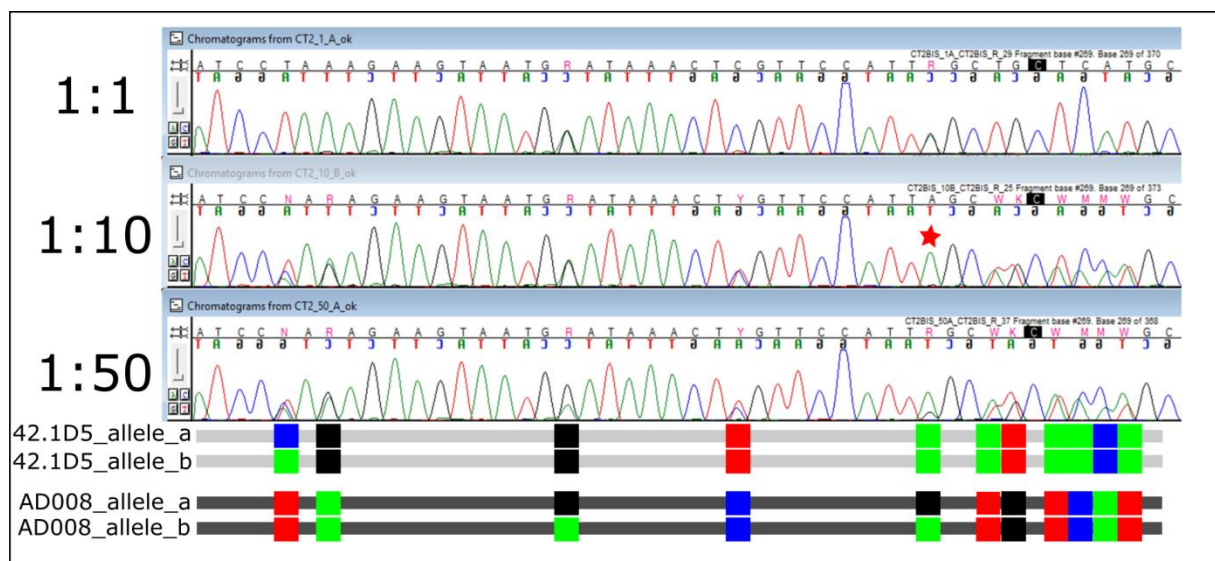 Chromatograms from CT2_1_A_ok
CT2BIS_1A_CT2BIS_R_29 Fragment base #269. Base 269 of 370
A T C C T A A A G A A G T A A T G R A T A A A C T C G T T C C A T T R G C T G C T C A T G C
T A G G A T T T C T T C A T T A C C T A T T T G A G C A A G G T A A C C G A C G A G T A C G
1:1
Chromatograms from CT2_10_B_ok
CT2BIS_10B_CT2BIS_R_25 Fragment base #269. Base 269 of 373
A T C C N A R A G A A G T A A T G R A T A A A C T Y G T T C C A T T A G C W K C W M M W G C
T A G G A T T T C T T C A T T A C C T A T T T G A G C A A G G T A A T C G A C G A G G T C G
1:10
Chromatograms from CT2_50_A_ok
CT2BIS_50A_CT2BIS_R_37 Fragment base #269. Base 269 of 368
A T C C N A R A G A A G T A A T G R A T A A A C T Y G T T C C A T T R G C W K C W M M W G C
T A G G G T C T C T T C A T T A C C T A T T T G A A C A A G G T A A T C G T A G T G G T C G
1:50
A C
G T
A C
G T
A C
G T
42.1D5_allele_a
42.1D5_allele_b
AD008_allele_a
AD008_allele_b